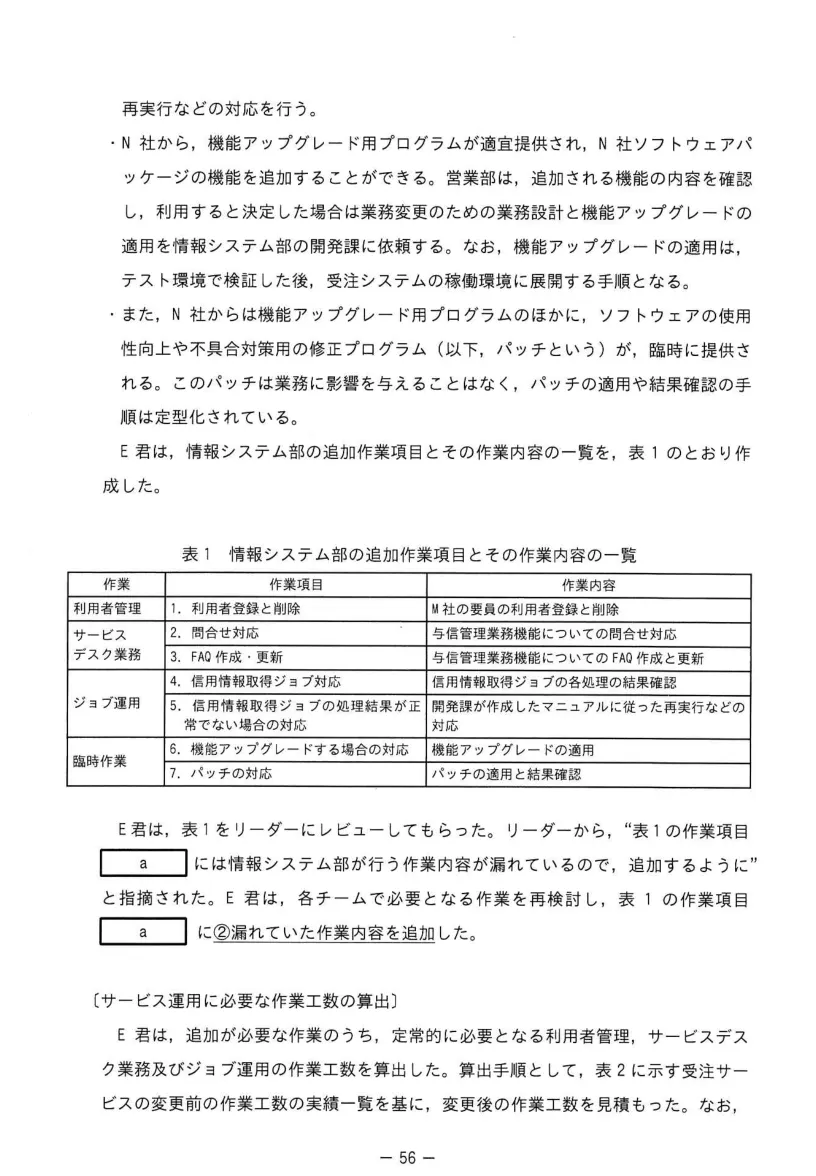 再実行などの対応を行う。
・N 社から，機能アップグレード用プログラムが適宜提供され，N 社ソフトウェアパ
ッケージの機能を追加することができる。営業部は，追加される機能の内容を確認
し，利用すると決定した場合は業務変更のための業務設計と機能アップグレードの
適用を情報システム部の開発課に依頼する。なお，機能アップグレードの適用は，
テスト環境で検証した後，受注システムの稼働環境に展開する手順となる。
・また，N 社からは機能アップグレード用プログラムのほかに，ソフトウェアの使用
性向上や不具合対策用の修正プログラム（以下，パッチという）が，臨時に提供さ
れる。このパッチは業務に影響を与えることはなく，パッチの適用や結果確認の手
順は定型化されている。
E 君は，情報システム部の追加作業項目とその作業内容の一覧を，表 1 のとおり作
成した。
表 1 情報システム部の追加作業項目とその作業内容の一覧
作業 作業項目 作業内容
利用者管理 1. 利用者登録と削除 M 社の要員の利用者登録と削除
サービス
デスク業務
2. 問合せ対応 与信管理業務機能についての問合せ対応
3. FAQ 作成・更新 与信管理業務機能についての FAQ 作成と更新
ジョブ運用
4. 信用情報取得ジョブ対応 信用情報取得ジョブの各処理の結果確認
5. 信用情報取得ジョブの処理結果が正
常でない場合の対応
開発課が作成したマニュアルに従った再実行などの
対応
臨時作業
6. 機能アップグレードする場合の対応 機能アップグレードの適用
7. パッチの対応 パッチの適用と結果確認
E 君は，表 1 をリーダーにレビューしてもらった。リーダーから，“表 1 の作業項目
a には情報システム部が行う作業内容が漏れているので，追加するように”
と指摘された。E 君は，各チームで必要となる作業を再検討し，表 1 の作業項目
a に②漏れていた作業内容を追加した。
〔サービス運用に必要な作業工数の算出〕
E 君は，追加が必要な作業のうち，定常的に必要となる利用者管理，サービスデス
ク業務及びジョブ運用の作業工数を算出した。算出手順として，表 2 に示す受注サー
ビスの変更前の作業工数の実績一覧を基に，変更後の作業工数を見積もった。なお，
― 56 ―